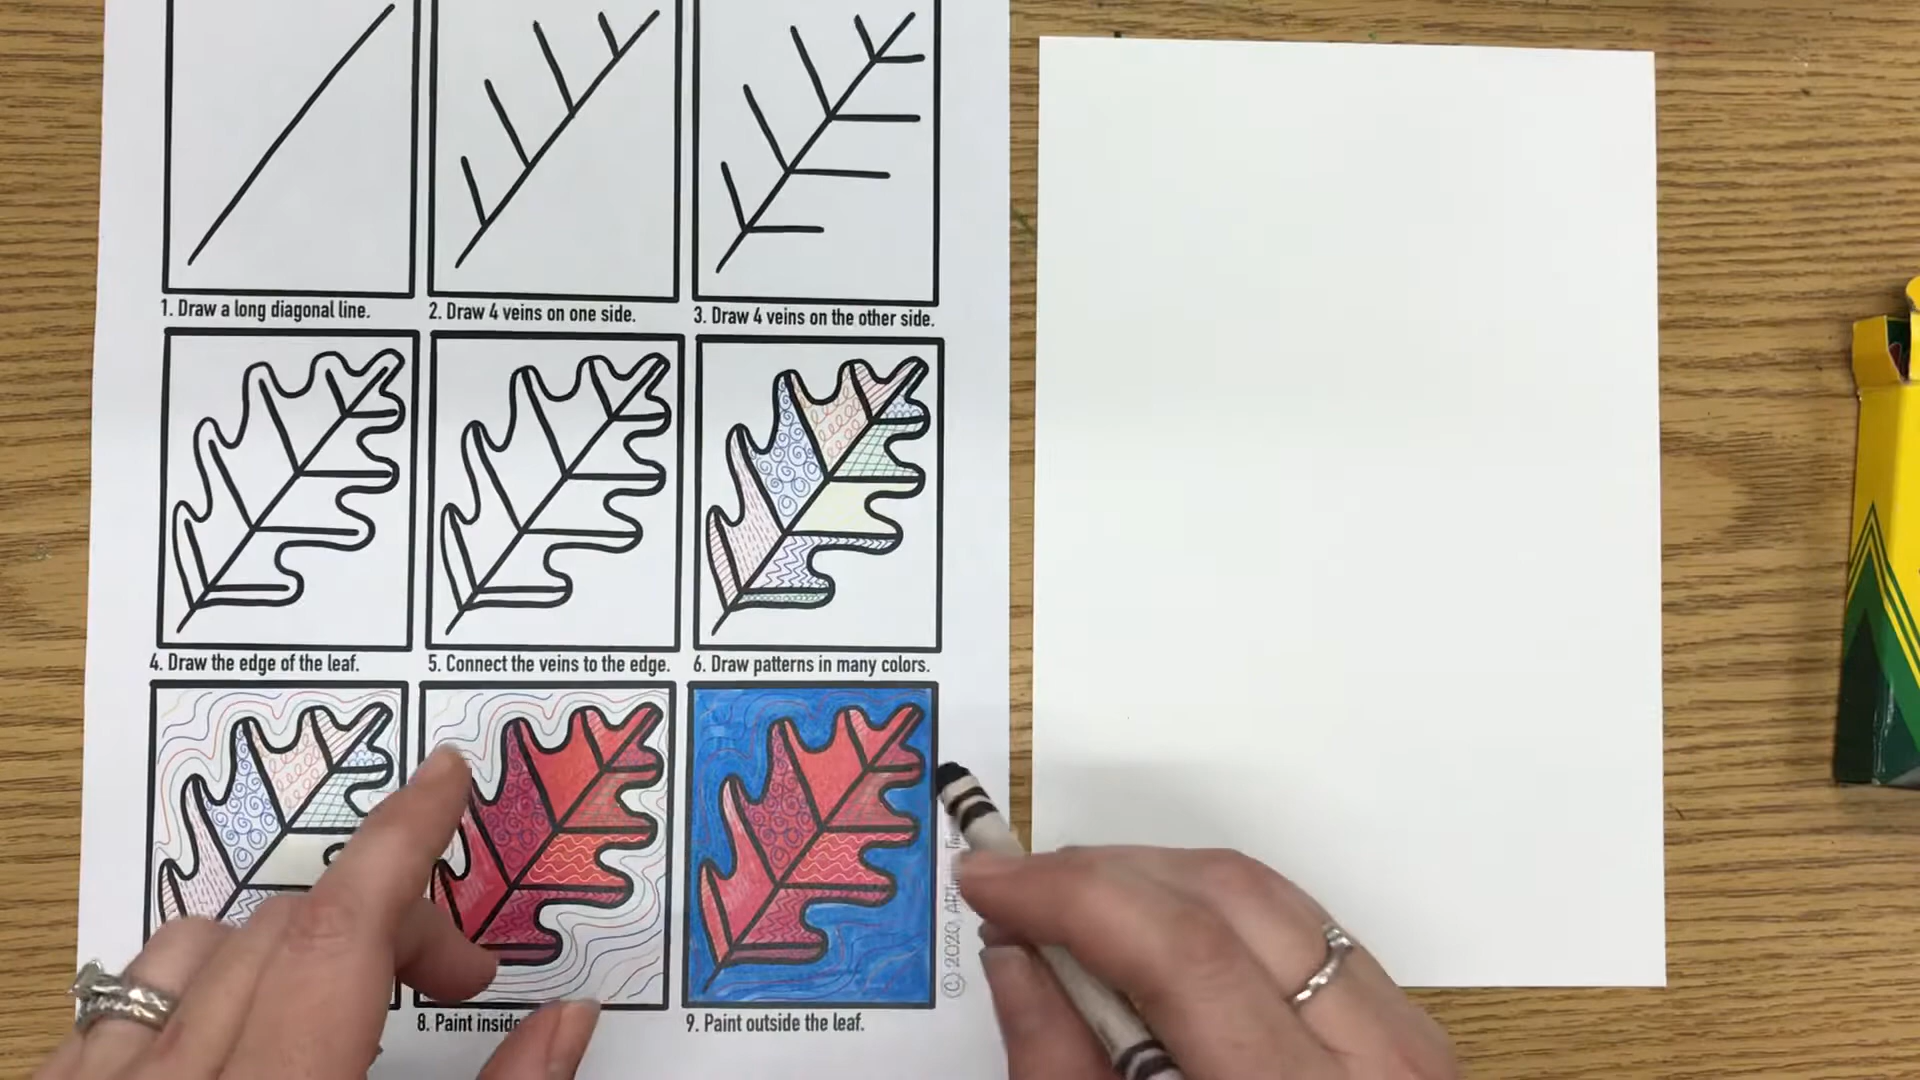 1. Draw a long diagonal line.
2. Draw 4 veins on one side.
3. Draw 4 veins on the other side.
4. Draw the edge of the leaf.
5. Connect the veins to the edge.
6. Draw patterns in many colors.
8. Paint inside
9. Paint outside the leaf.
© 2020